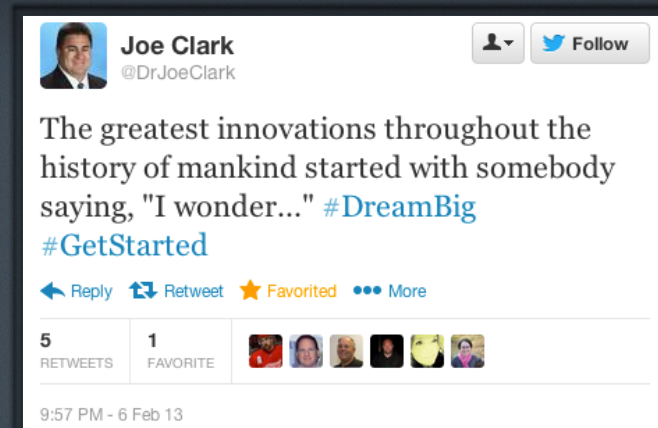 Joe Clark
@DrJoeClark
Follow
The greatest innovations throughout the
history of mankind started with somebody
saying, "I wonder..." #DreamBig
#GetStarted
Reply Retweet Favorited More
5 1
RETWEETS FAVORITE
9:57 PM - 6 Feb 13